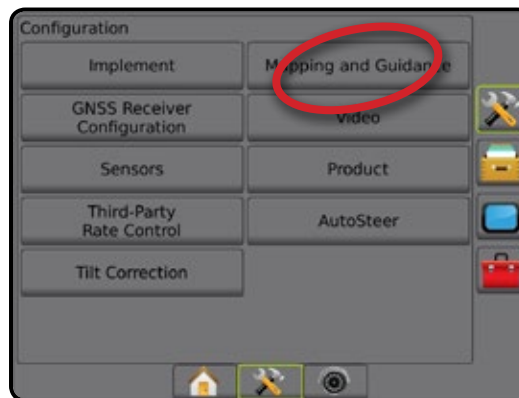 Configuration
Implement
Mapping and Guidance
GNSS Receiver
Configuration
Video
Sensors
Product
Third-Party
Rate Control
AutoSteer
Tilt Correction